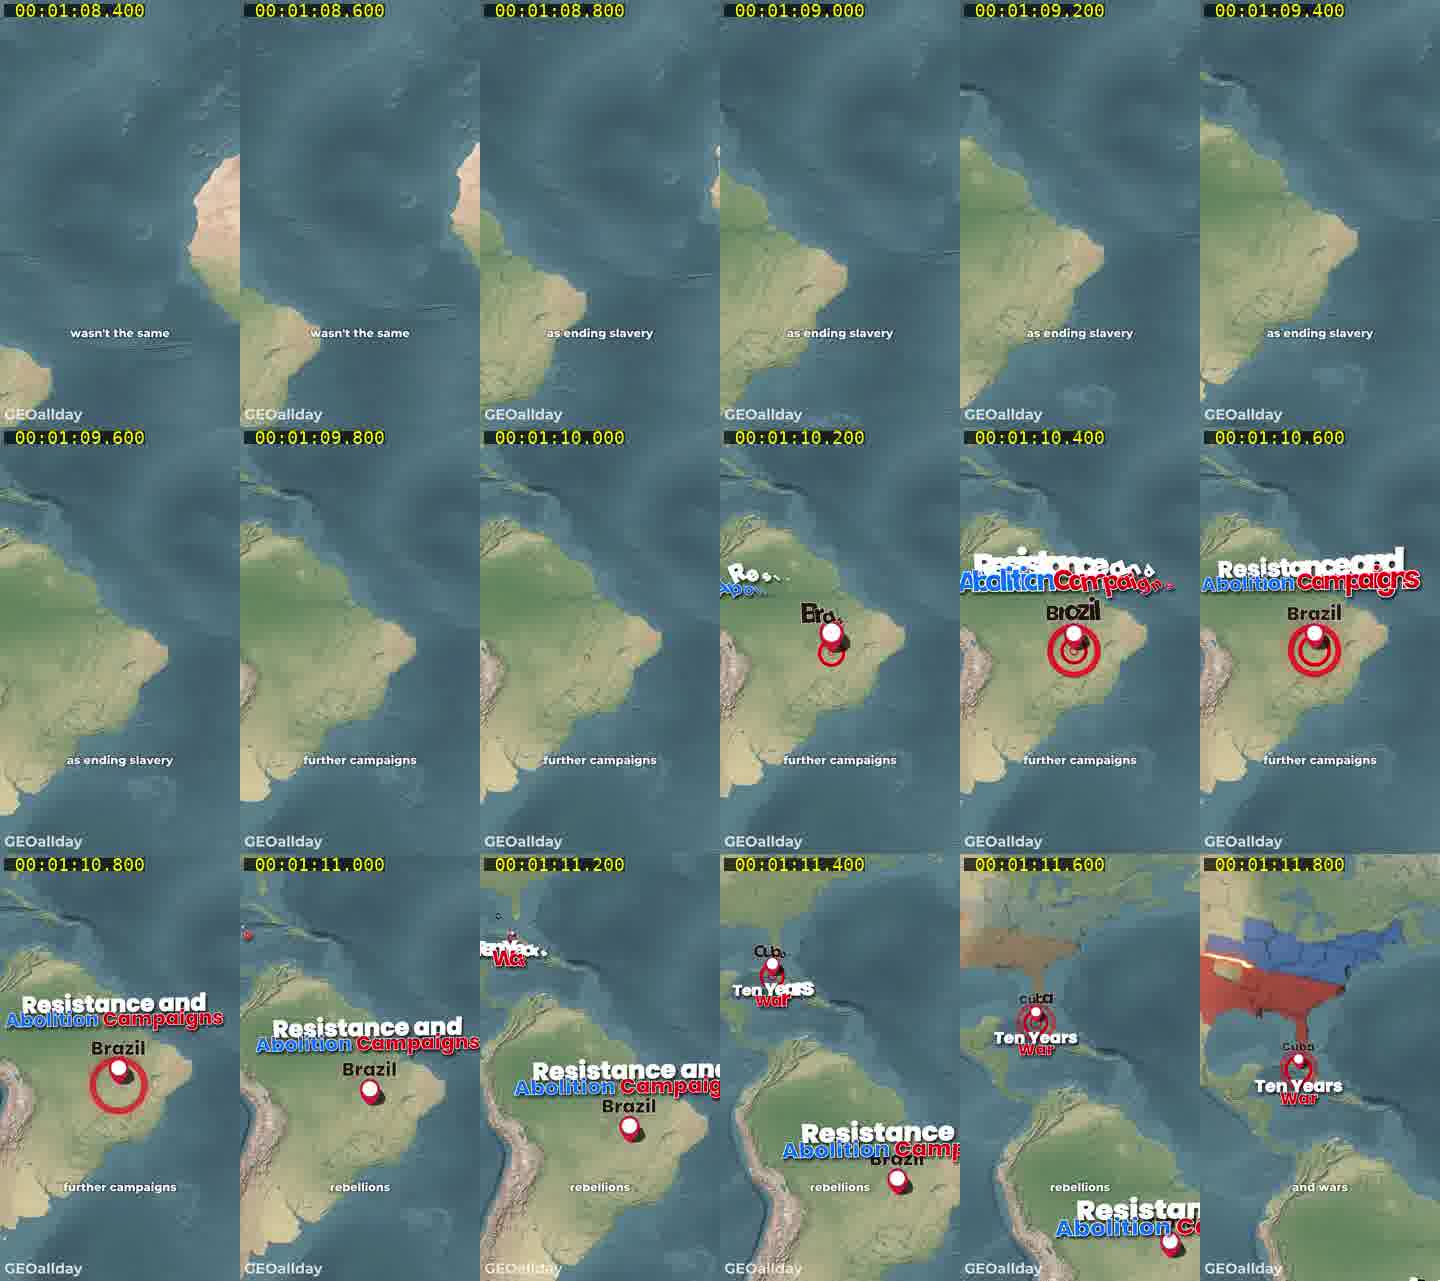 00:01:08.400
00:01:08.600
00:01:08.800
00:01:09.000
00:01:09.200
00:01:09.400
wasn't the same
wasn't the same
as ending slavery
as ending slavery
as ending slavery
as ending slavery
GEOallday
GEOallday
GEOallday
GEOallday
GEOallday
GEOallday
00:01:09.600
00:01:09.800
00:01:10.000
00:01:10.200
00:01:10.400
00:01:10.600
Resistance and
Abolition Campaigns
Brazil
Resistance and
Abolition Campaigns
Brazil
as ending slavery
further campaigns
further campaigns
further campaigns
further campaigns
further campaigns
GEOallday
GEOallday
GEOallday
GEOallday
GEOallday
GEOallday
00:01:10.800
00:01:11.000
00:01:11.200
00:01:11.400
00:01:11.600
00:01:11.800
Resistance and
Abolition Campaigns
Brazil
Resistance and
Abolition Campaigns
Brazil
Resistance
Abolition
Brazil
Ten Years
War
Resistance
Abolition
Brazil
Cuba
Ten Years
War
Abolition
Cuba
Ten Years
War
further campaigns
rebellions
rebellions
rebellions
rebellions
and wars
GEOallday
GEOallday
GEOallday
GEOallday
GEOallday
GEOallday